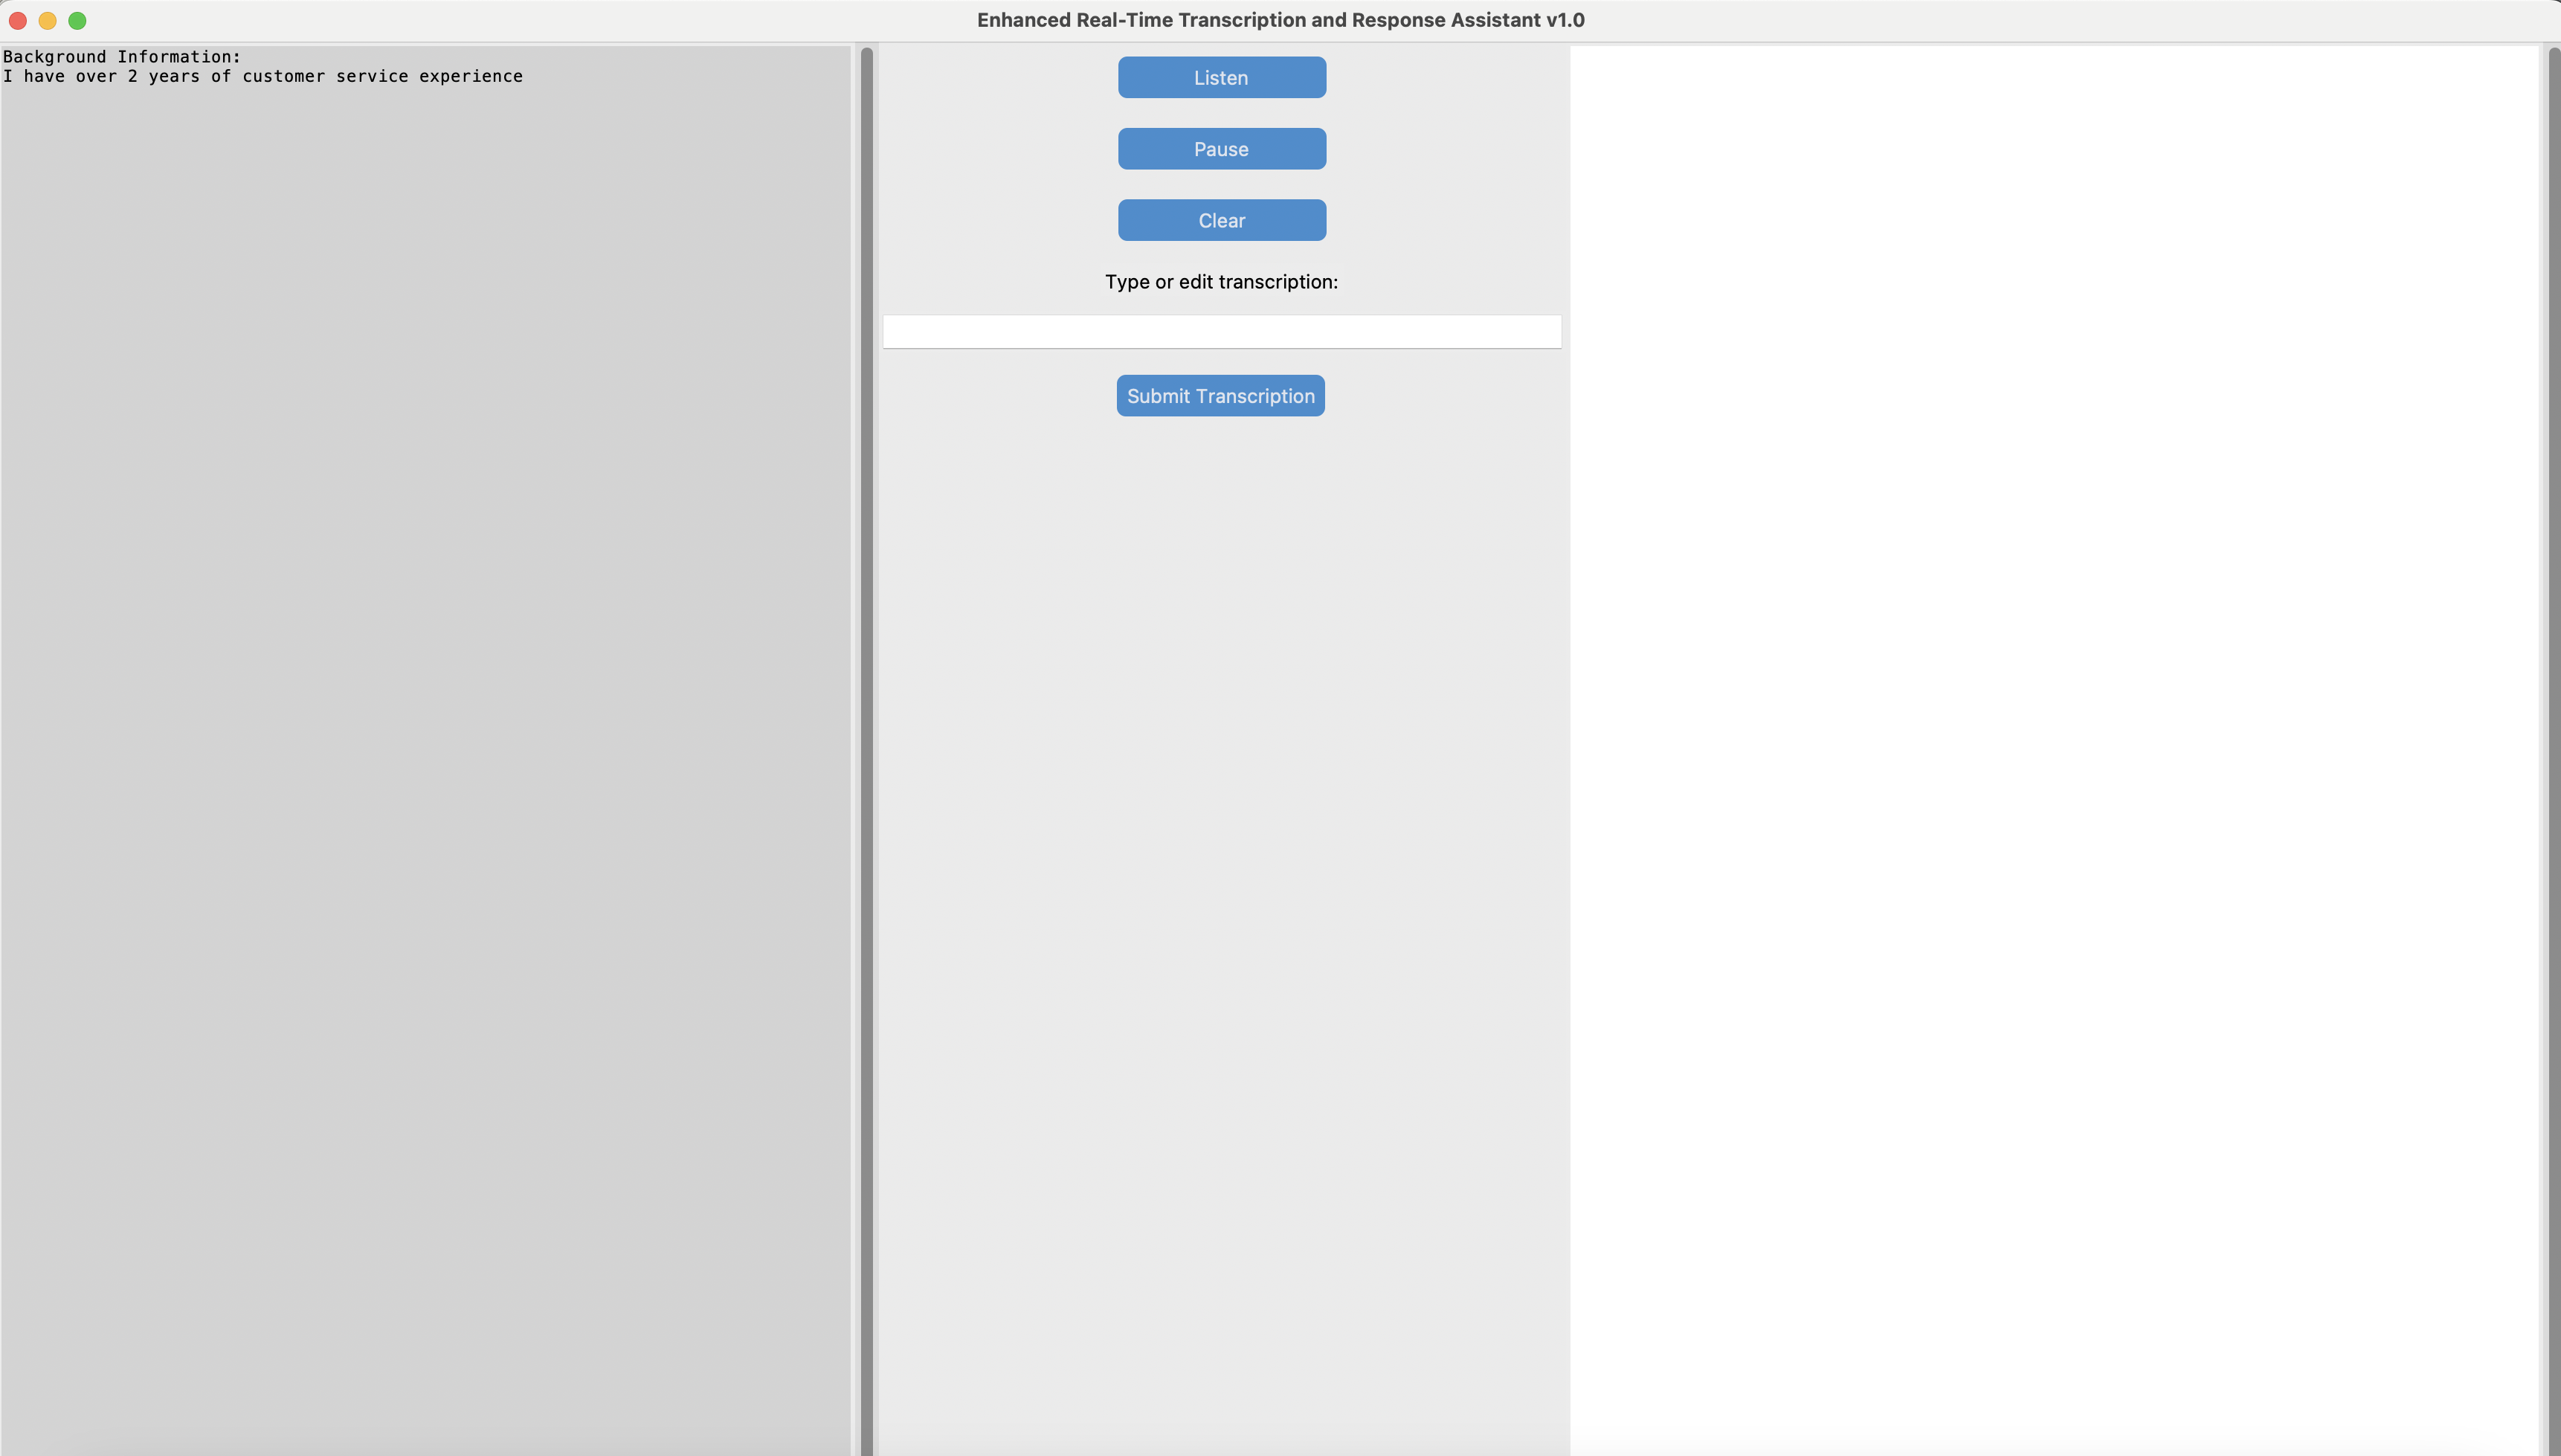 Enhanced Real-Time Transcription and Response Assistant v1.0
Background Information:
I have over 2 years of customer service experience
Listen
Pause
Clear
Type or edit transcription:
Submit Transcription